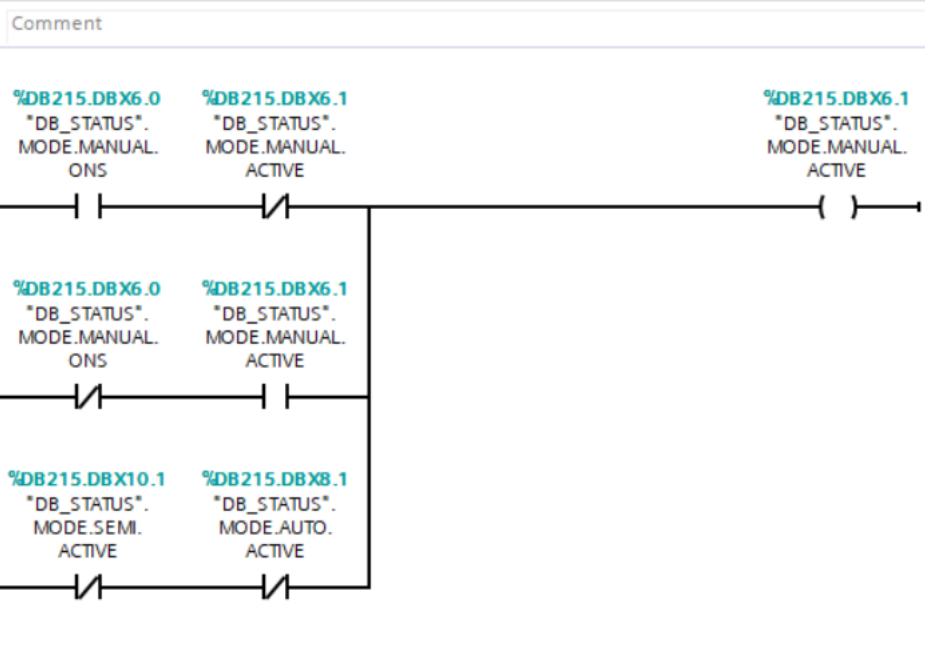 Comment
%DB215.DBX6.0 %DB215.DBX6.1 %DB215.DBX6.1
"DB_STATUS". "DB_STATUS". "DB_STATUS".
MODE.MANUAL. MODE.MANUAL. MODE.MANUAL.
ONS ACTIVE ACTIVE
%DB215.DBX6.0 %DB215.DBX6.1
"DB_STATUS". "DB_STATUS".
MODE.MANUAL. MODE.MANUAL.
ONS ACTIVE
%DB215.DBX10.1 %DB215.DBX8.1
"DB_STATUS". "DB_STATUS".
MODE.SEMI. MODE.AUTO.
ACTIVE ACTIVE